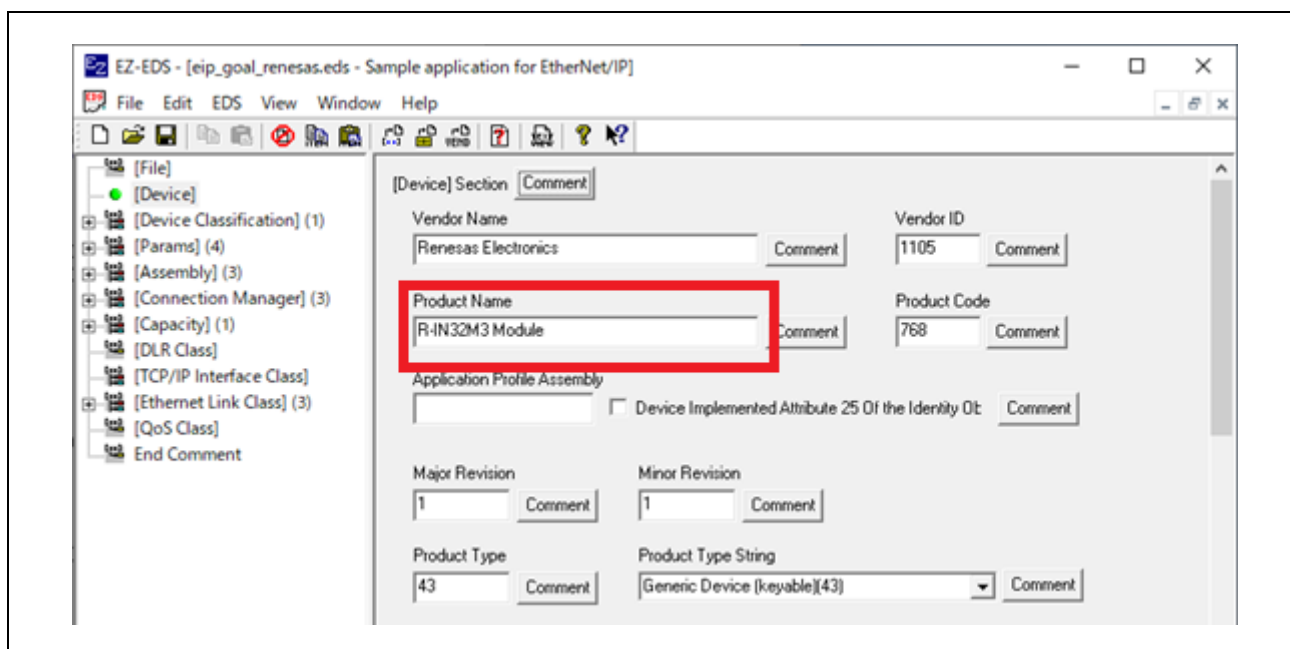 EZ-EDS - [eip_goal_renesas.eds - Sample application for EtherNet/IP]
File Edit EDS View Window Help
[File]
[Device]
[Device Classification] (1)
[Params] (4)
[Assembly] (3)
[Connection Manager] (3)
[Capacity] (1)
[DLR Class]
[TCP/IP Interface Class]
[Ethernet Link Class] (3)
[QoS Class]
End Comment
[Device] Section Comment
Vendor Name Vendor ID
Renesas Electronics Comment 1105 Comment
Product Name Product Code
R-IN32M3 Module Comment 768 Comment
Application Profile Assembly
Device Implemented Attribute 25 Of the Identity Ob Comment
Major Revision Minor Revision
1 Comment 1 Comment
Product Type Product Type String
43 Comment Generic Device (keyable)(43) Comment